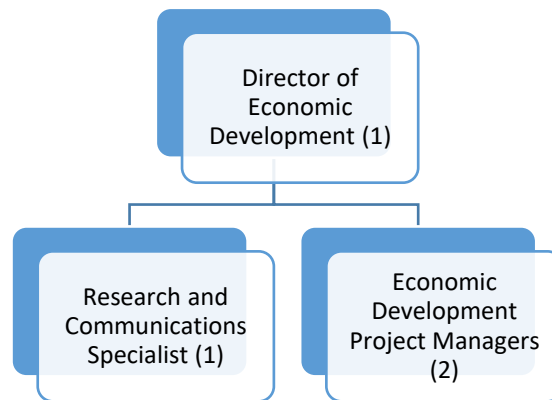 Director of
Economic
Development (1)
Research and
Communications
Specialist (1)
Economic
Development
Project Managers
(2)